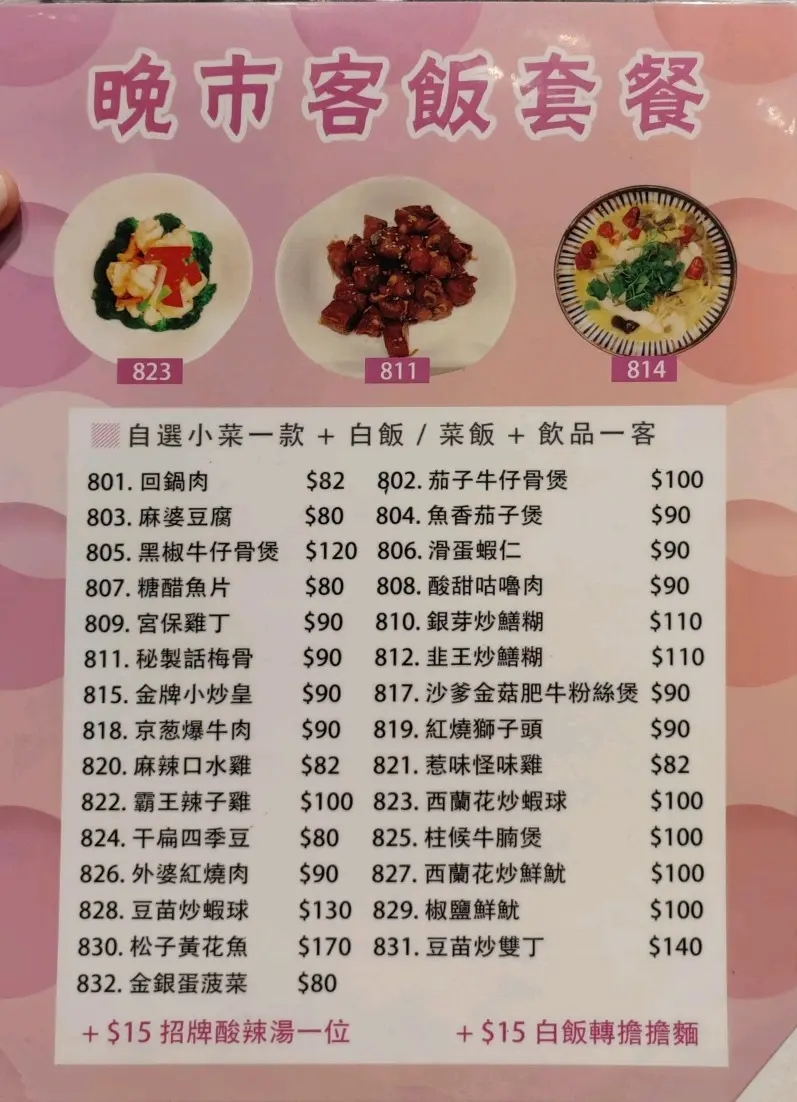 晚市客飯套餐
823
811
814
自選小菜一款 + 白飯 / 菜飯 + 飲品一客
801. 回鍋肉 $82 802. 茄子牛仔骨煲 $100
803. 麻婆豆腐 $80 804. 魚香茄子煲 $90
805. 黑椒牛仔骨煲 $120 806. 滑蛋蝦仁 $90
807. 糖醋魚片 $80 808. 酸甜咕嚕肉 $90
809. 宮保雞丁 $90 810. 銀芽炒鱔糊 $110
811. 秘製話梅骨 $90 812. 韭王炒鱔糊 $110
815. 金牌小炒皇 $90 817. 沙爹金菇肥牛粉絲煲 $90
818. 京葱爆牛肉 $90 819. 紅燒獅子頭 $90
820. 麻辣口水雞 $82 821. 惹味怪味雞 $82
822. 霸王辣子雞 $100 823. 西蘭花炒蝦球 $100
824. 干扁四季豆 $80 825. 柱候牛腩煲 $100
826. 外婆紅燒肉 $90 827. 西蘭花炒鮮魷 $100
828. 豆苗炒蝦球 $130 829. 椒鹽鮮魷 $100
830. 松子黃花魚 $170 831. 豆苗炒雙丁 $140
832. 金銀蛋菠菜 $80
+ $15 招牌酸辣湯一位 + $15 白飯轉擔擔麵